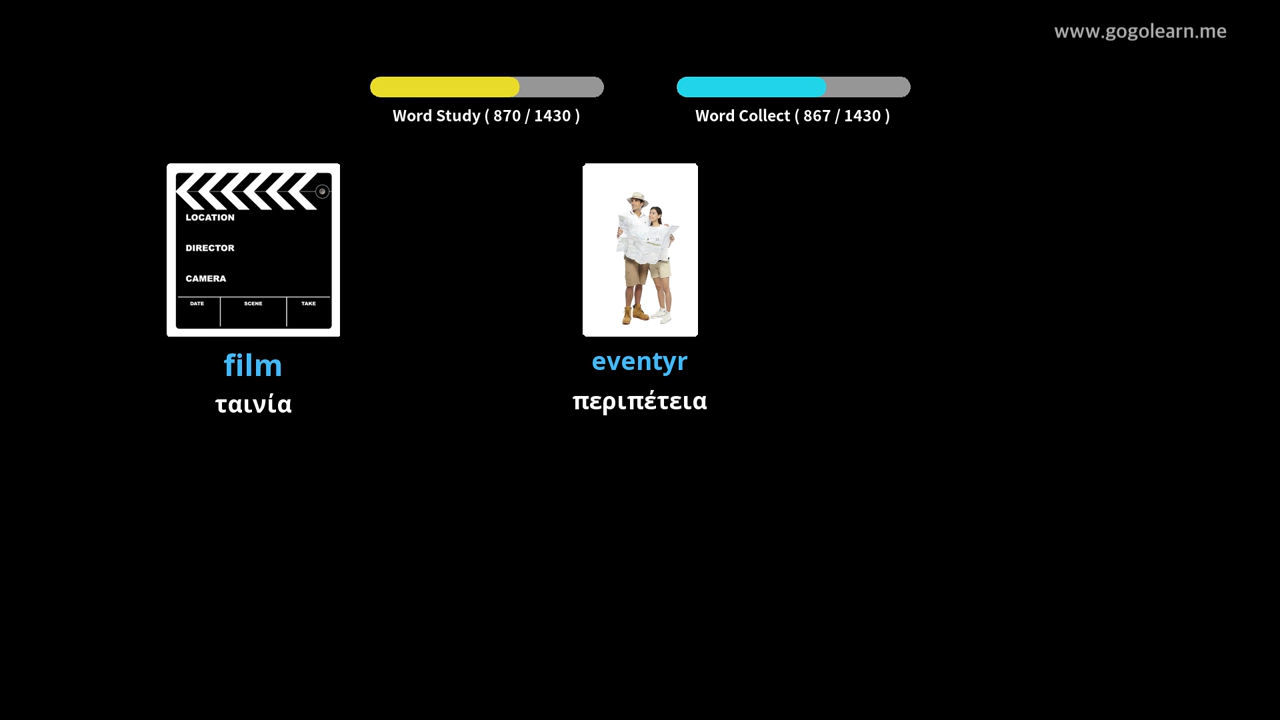 www.gogolearn.me
Word Study ( 870 / 1430 )
Word Collect ( 867 / 1430 )
LOCATION
DIRECTOR
CAMERA
DATE SCENE TAKE
film
ταινία
eventyr
περιπέτεια